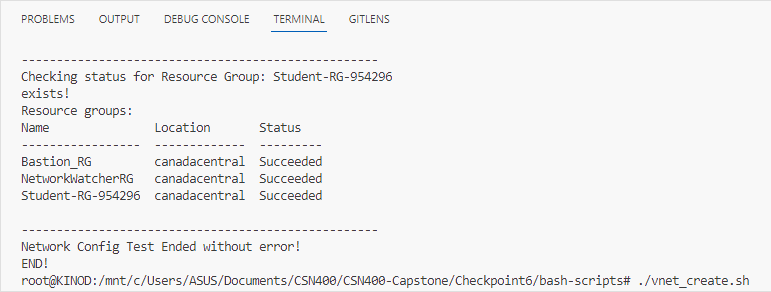 PROBLEMS OUTPUT DEBUG CONSOLE TERMINAL GITLENS
--------------------------------------------------
Checking status for Resource Group: Student-RG-954296
exists!
Resource groups:
Name Location Status
----------------- ------------- ---------
Bastion_RG canadacentral Succeeded
NetworkWatcherRG canadacentral Succeeded
Student-RG-954296 canadacentral Succeeded
--------------------------------------------------
Network Config Test Ended without error!
END!
root@KINOD:/mnt/c/Users/ASUS/Documents/CSN400/CSN400-Capstone/Checkpoint6/bash-scripts# ./vnet_create.sh